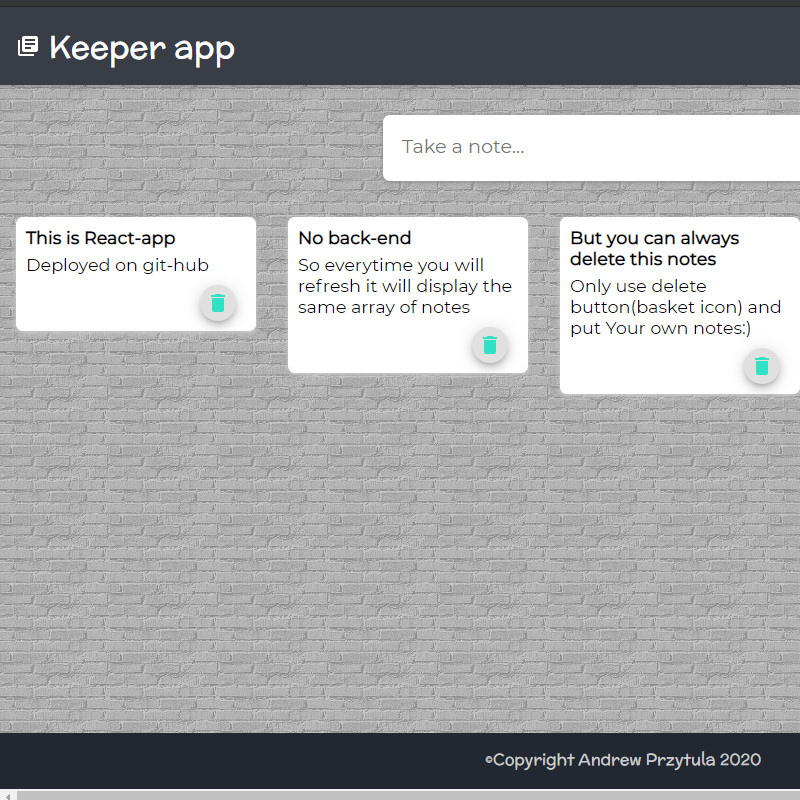 Keeper app
Take a note...
This is React-app
Deployed on git-hub
No back-end
So everytime you will
refresh it will display the
same array of notes
But you can always
delete this notes
Only use delete
button(basket icon) and
put Your own notes:)
©Copyright Andrew Przytula 2020